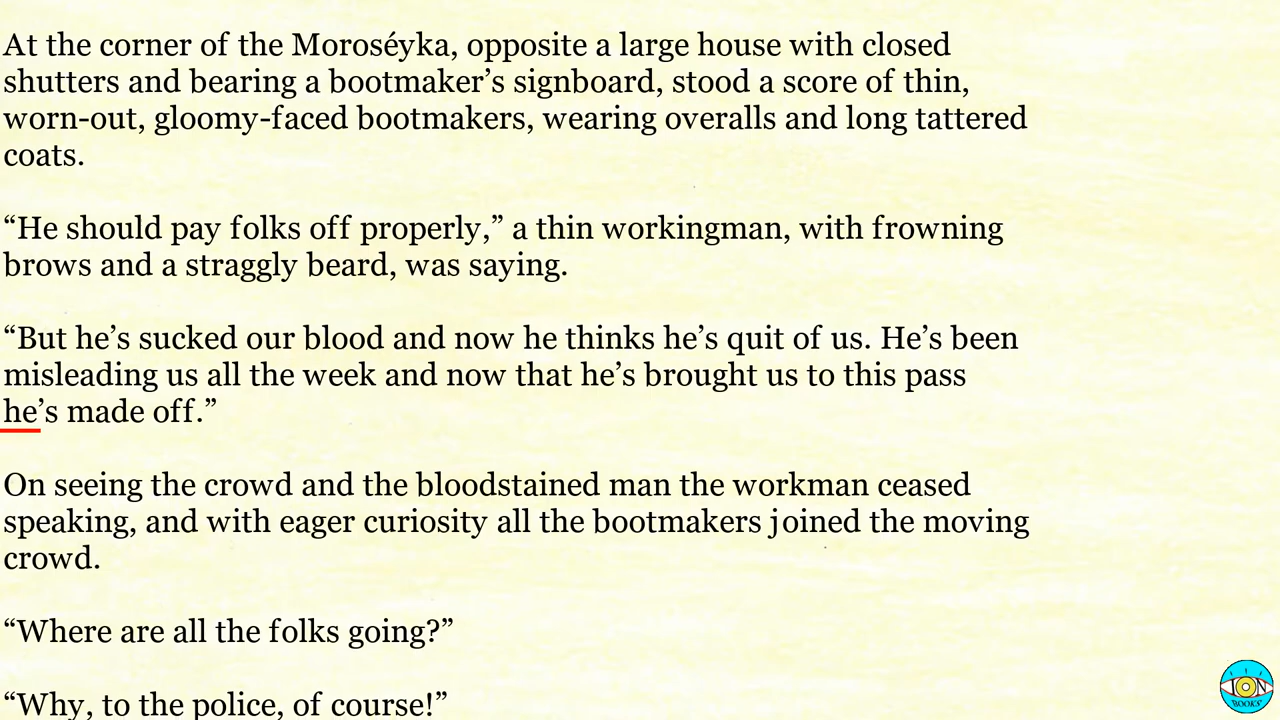 At the corner of the Moroséyka, opposite a large house with closed
shutters and bearing a bootmaker’s signboard, stood a score of thin,
worn-out, gloomy-faced bootmakers, wearing overalls and long tattered
coats.
“He should pay folks off properly,” a thin workingman, with frowning
brows and a straggly beard, was saying.
“But he’s sucked our blood and now he thinks he’s quit of us. He’s been
misleading us all the week and now that he’s brought us to this pass
he’s made off.”
On seeing the crowd and the bloodstained man the workman ceased
speaking, and with eager curiosity all the bootmakers joined the moving
crowd.
“Where are all the folks going?”
“Why, to the police, of course!”
ION
BOOKS